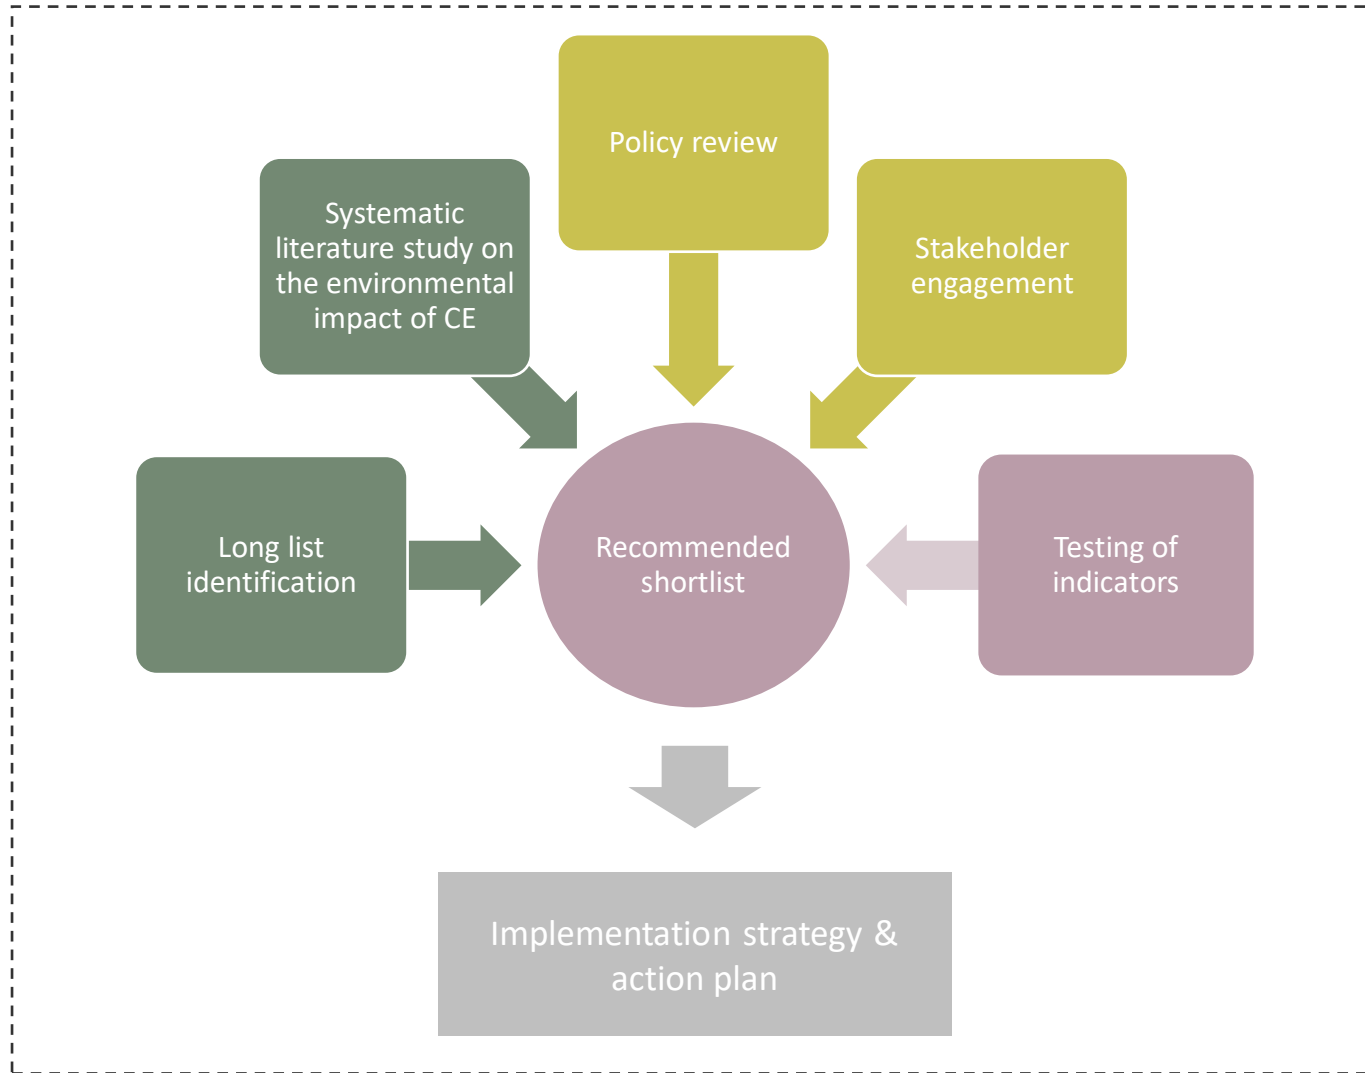 Policy review
Systematic
literature study on
the environmental
impact of CE
Stakeholder
engagement
Long list
identification
Recommended
shortlist
Testing of
indicators
Implementation strategy &
action plan